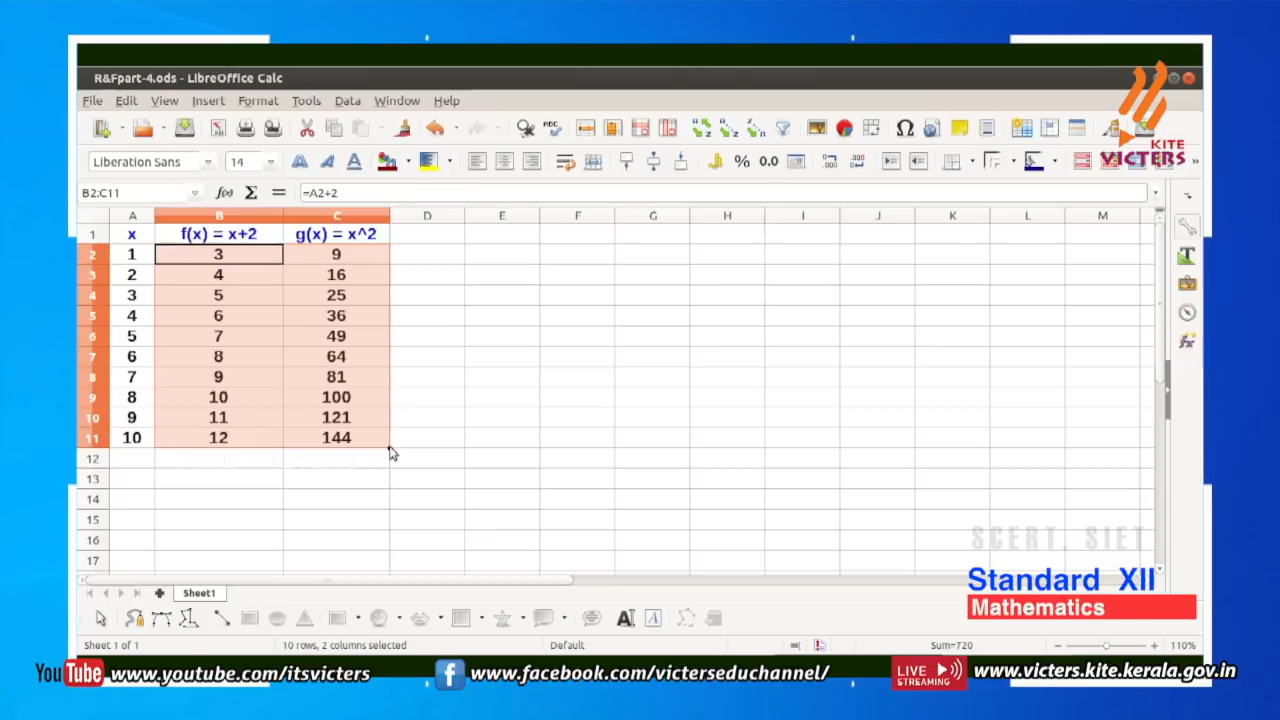 R&Fpart-4.ods - LibreOffice Calc
File Edit View Insert Format Tools Data Window Help
KITE
VICTERS
Liberation Sans 14
B2:C11 =A2+2
A B C D E F G H I J K L M
1 x f(x) = x+2 g(x) = x^2
2 1 3 9
3 2 4 16
4 3 5 25
5 4 6 36
6 5 7 49
7 6 8 64
8 7 9 81
9 8 10 100
10 9 11 121
11 10 12 144
12
13
14
15
16
17
SCERT, SIET
Standard XII
Mathematics
Sheet1
Sheet 1 of 1 10 rows, 2 columns selected Default Sum=720 110%
YouTube www.youtube.com/itsvicters f www.facebook.com/victerseduchannel/ LIVE STREAMING www.victers.kite.kerala.gov.in